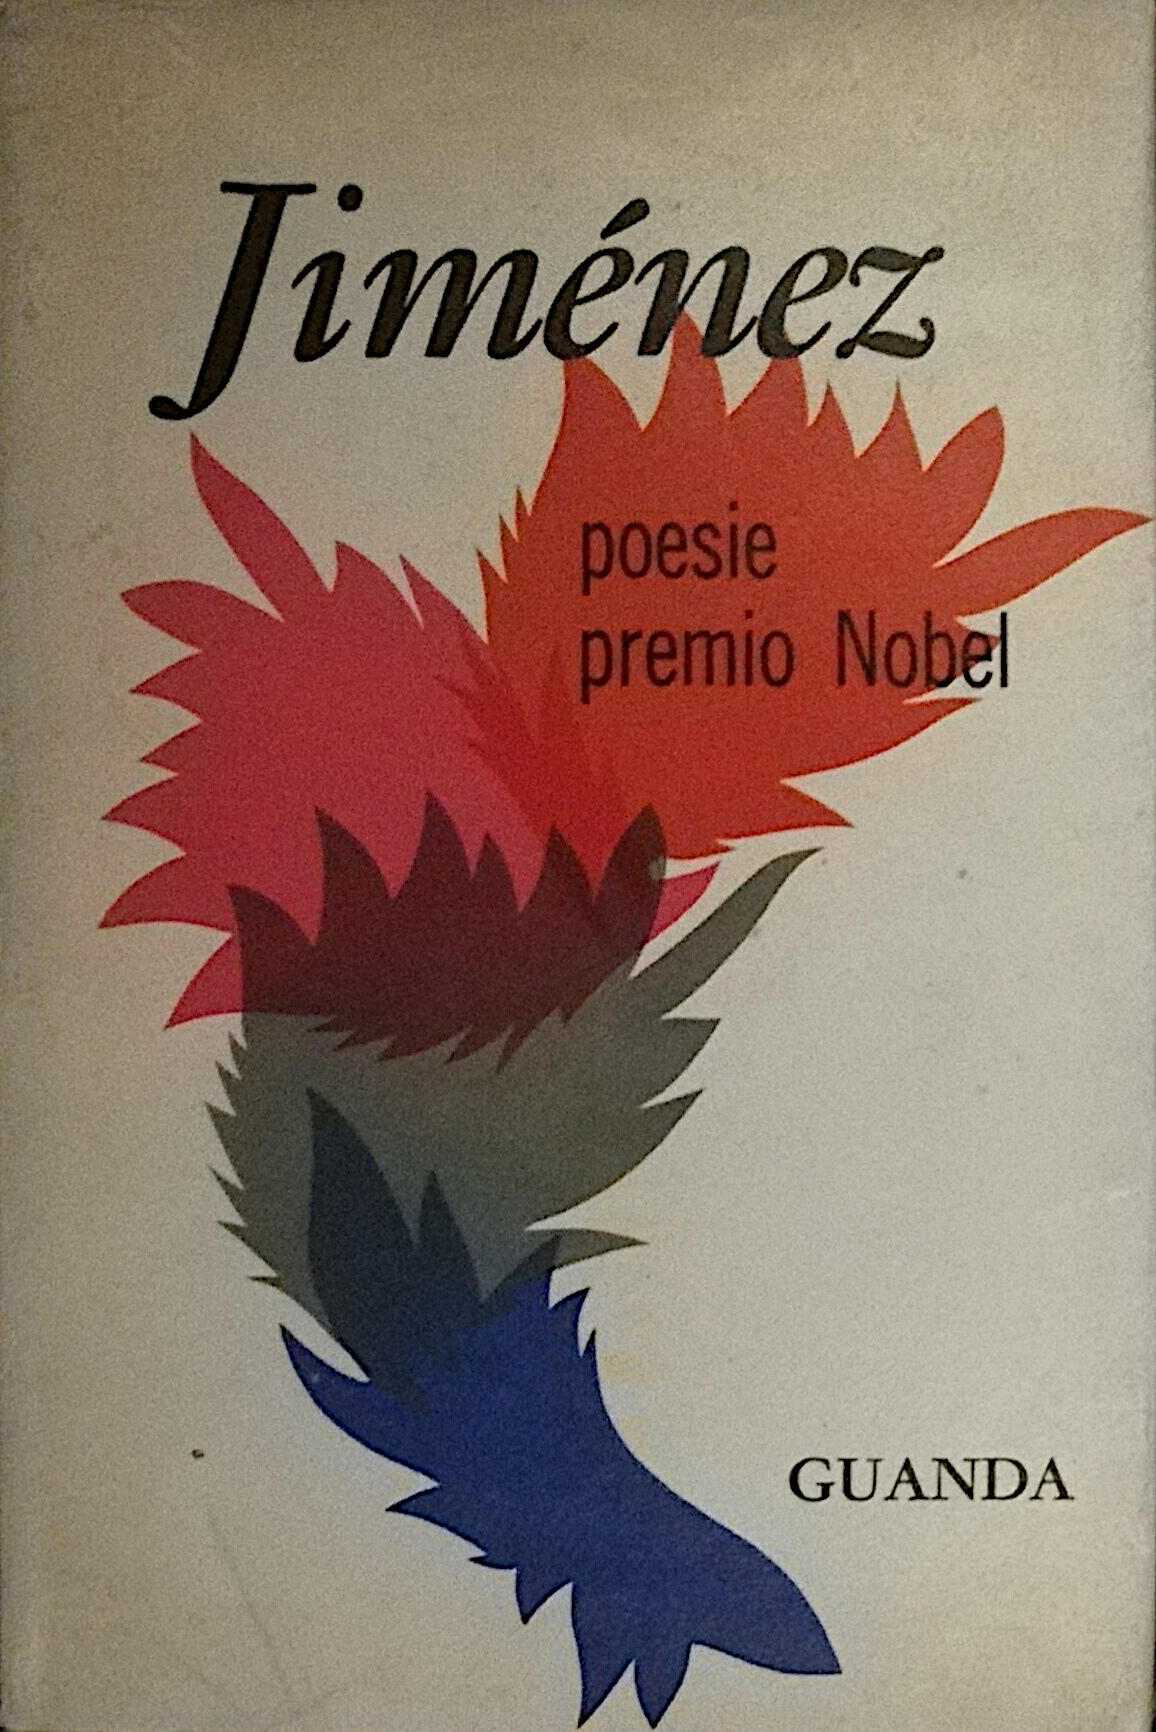 Jiménez
poesie
premio Nobel
GUANDA